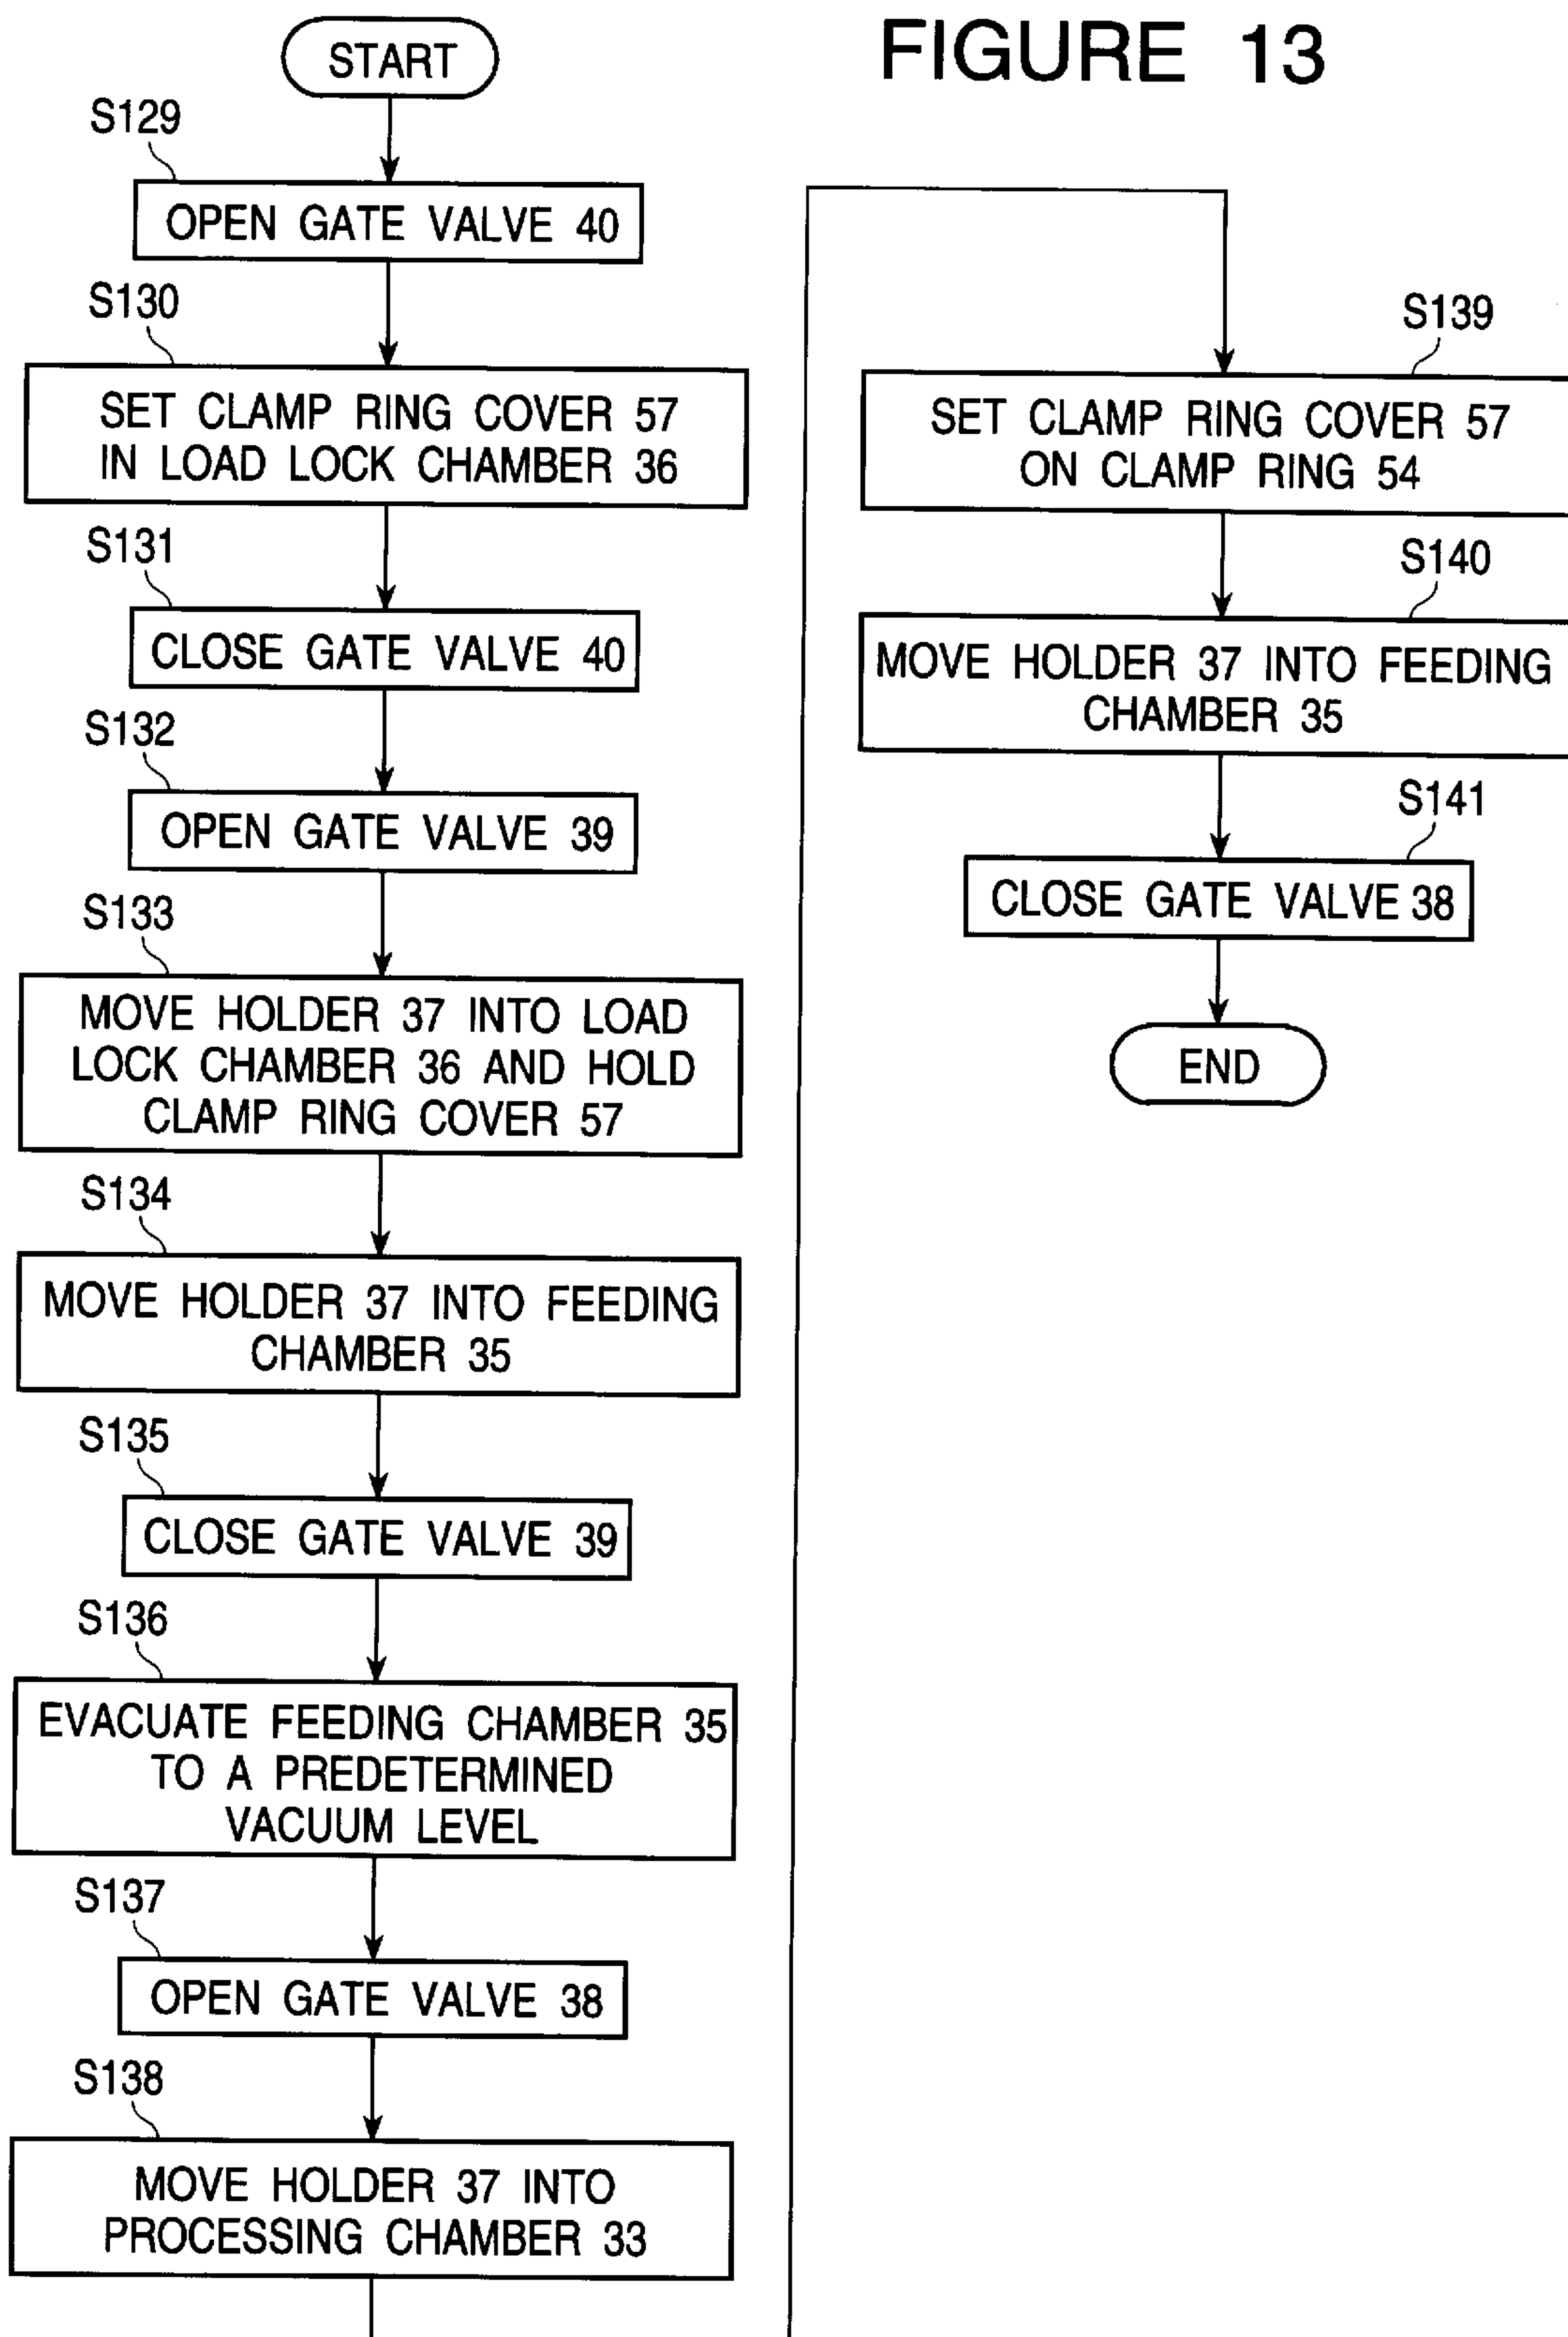 FIGURE 13
START
S129
OPEN GATE VALVE 40
S130
SET CLAMP RING COVER 57
IN LOAD LOCK CHAMBER 36
S131
CLOSE GATE VALVE 40
S132
OPEN GATE VALVE 39
S133
MOVE HOLDER 37 INTO LOAD
LOCK CHAMBER 36 AND HOLD
CLAMP RING COVER 57
S134
MOVE HOLDER 37 INTO FEEDING
CHAMBER 35
S135
CLOSE GATE VALVE 39
S136
EVACUATE FEEDING CHAMBER 35
TO A PREDETERMINED
VACUUM LEVEL
S137
OPEN GATE VALVE 38
S138
MOVE HOLDER 37 INTO
PROCESSING CHAMBER 33
S139
SET CLAMP RING COVER 57
ON CLAMP RING 54
S140
MOVE HOLDER 37 INTO FEEDING
CHAMBER 35
S141
CLOSE GATE VALVE 38
END